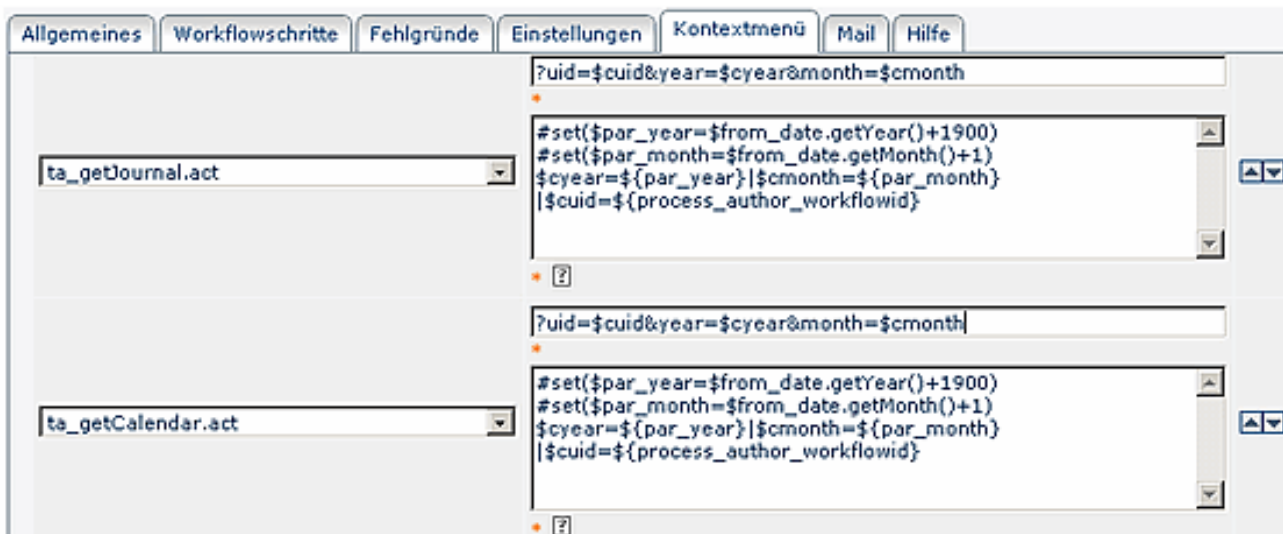 Allgemeines Workflowschritte Fehlgründe Einstellungen Kontextmenü Mail Hilfe
?uid=$cuid&year=$cyear&month=$cmonth
*
ta_getJournal.act
#set($par_year=$from_date.getYear()+1900)
#set($par_month=$from_date.getMonth()+1)
$cyear=${par_year}|$cmonth=${par_month}
|$cuid=${process_author_workflowid}
* ?
?uid=$cuid&year=$cyear&month=$cmonth
*
ta_getCalendar.act
#set($par_year=$from_date.getYear()+1900)
#set($par_month=$from_date.getMonth()+1)
$cyear=${par_year}|$cmonth=${par_month}
|$cuid=${process_author_workflowid}
* ?